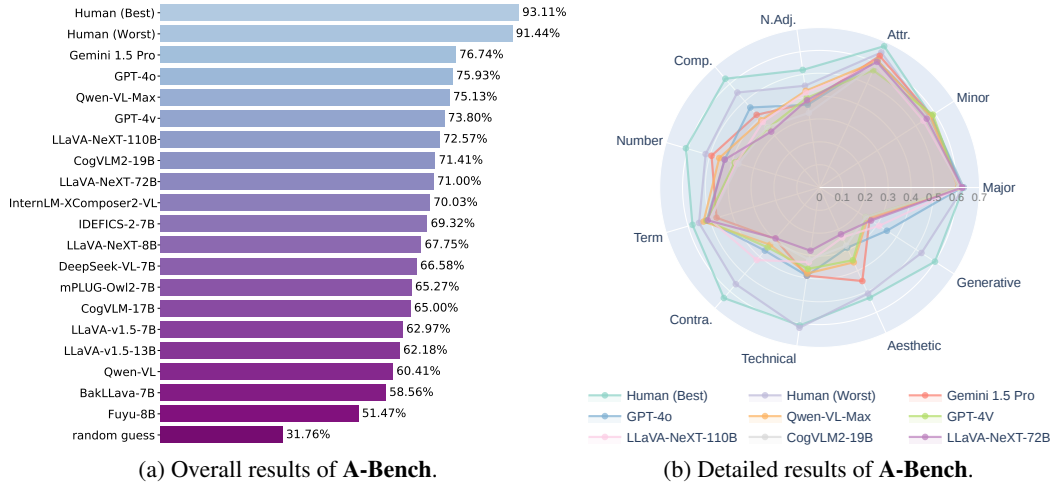 Human (Best) 93.11%
Human (Worst) 91.44%
Gemini 1.5 Pro 76.74%
GPT-4o 75.93%
Qwen-VL-Max 75.13%
GPT-4v 73.80%
LLaVA-NeXT-110B 72.57%
CogVLM2-19B 71.41%
LLaVA-NeXT-72B 71.00%
InternLM-XComposer2-VL 70.03%
IDEFICS-2-7B 69.32%
LLaVA-NeXT-8B 67.75%
DeepSeek-VL-7B 66.58%
mPLUG-Owl2-7B 65.27%
CogVLM-17B 65.00%
LLaVA-v1.5-7B 62.97%
LLaVA-v1.5-13B 62.18%
Qwen-VL 60.41%
BakLLava-7B 58.56%
Fuyu-8B 51.47%
random guess 31.76%
(a) Overall results of A-Bench.
N.Adj.
Attr.
Comp.
Minor
Number
Major
0 0.1 0.2 0.3 0.4 0.5 0.6 0.7
Term
Generative
Contra.
Aesthetic
Technical
Human (Best) Human (Worst) Gemini 1.5 Pro
GPT-4o Qwen-VL-Max GPT-4V
LLaVA-NeXT-110B CogVLM2-19B LLaVA-NeXT-72B
(b) Detailed results of A-Bench.